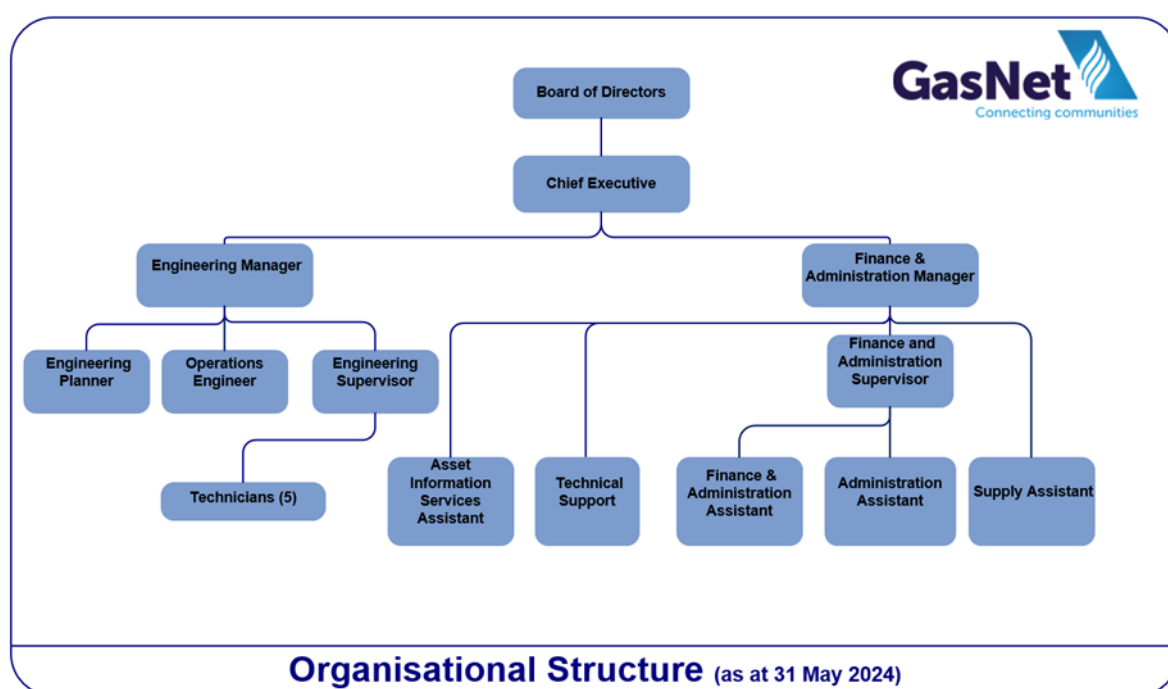 GasNet
Connecting communities
Board of Directors
Chief Executive
Engineering Manager
Finance &
Administration Manager
Engineering
Planner
Operations
Engineer
Engineering
Supervisor
Finance and
Administration
Supervisor
Technicians (5)
Asset
Information
Services
Assistant
Technical
Support
Finance &
Administration
Assistant
Administration
Assistant
Supply Assistant
Organisational Structure (as at 31 May 2024)